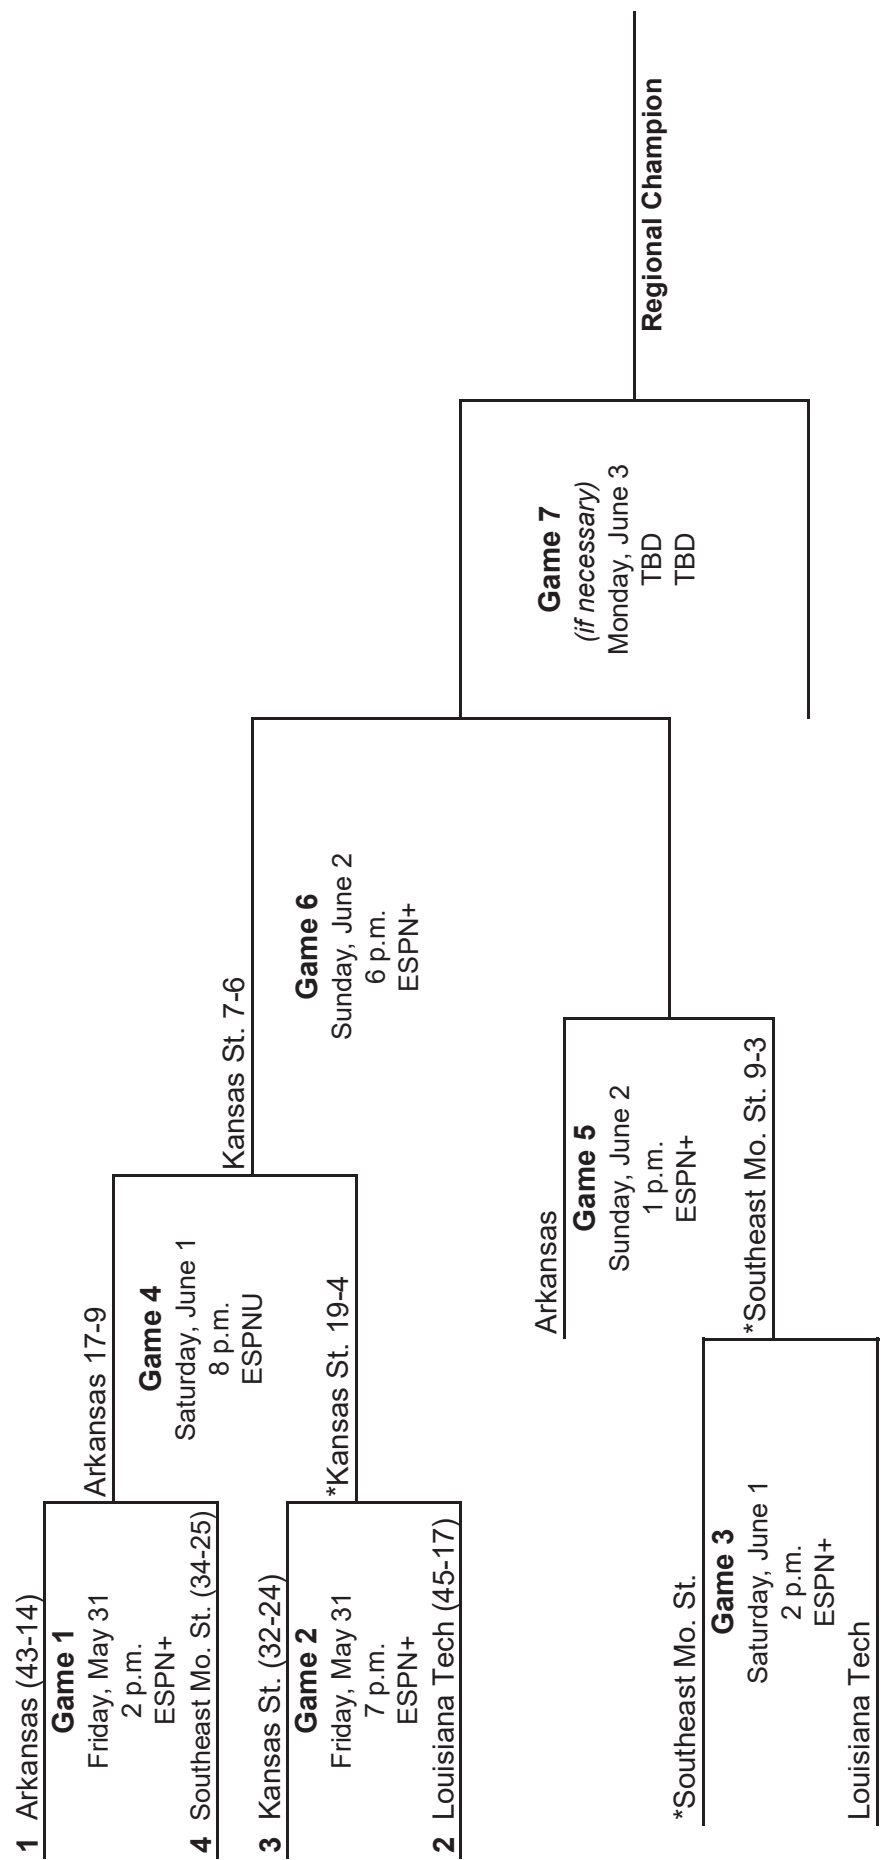 1 Arkansas (43-14)
Game 1
Friday, May 31
2 p.m.
ESPN+
4 Southeast Mo. St. (34-25)
Arkansas 17-9
3 Kansas St. (32-24)
Game 2
Friday, May 31
7 p.m.
ESPN+
2 Louisiana Tech (45-17)
*Kansas St. 19-4
Game 4
Saturday, June 1
8 p.m.
ESPNU
Kansas St. 7-6
*Southeast Mo. St.
Game 3
Saturday, June 1
2 p.m.
ESPN+
Louisiana Tech
*Southeast Mo. St. 9-3
Arkansas
Game 5
Sunday, June 2
1 p.m.
ESPN+
Game 6
Sunday, June 2
6 p.m.
ESPN+
Game 7
(if necessary)
Monday, June 3
TBD
TBD
Regional Champion